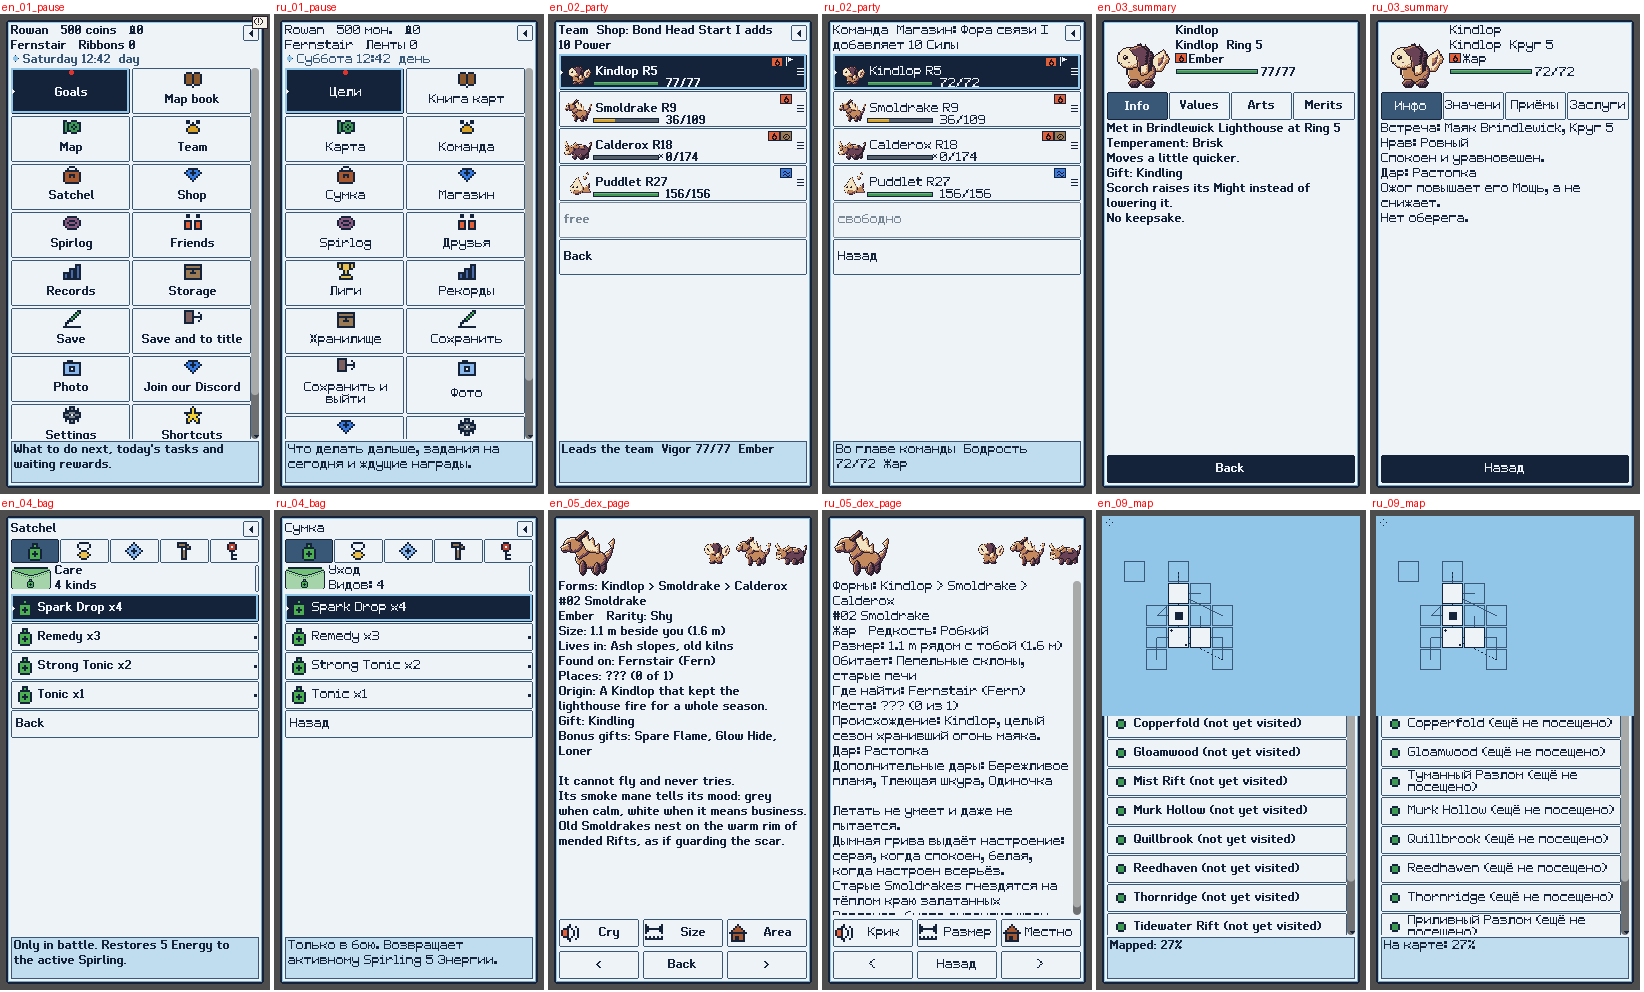 en_01_pause
Rowan 500 coins 0
Fernstair Ribbons 0
Saturday 12:42 day
Goals
Map book
Map
Team
Satchel
Shop
Spirlog
Friends
Records
Storage
Save
Save and to title
Photo
Join our Discord
Settings
Shortcuts
What to do next, today's tasks and
waiting rewards.
ru_01_pause
Rowan 500 мон. 0
Fernstair Ленты 0
Суббота 12:42 день
Цели
Книга карт
Карта
Команда
Сумка
Магазин
Spirlog
Друзья
Лиги
Рекорды
Хранилище
Сохранить
Сохранить и
выйти
Фото
Что делать дальше, задания на
сегодня и ждущие награды.
en_02_party
Team Shop: Bond Head Start I adds
10 Power
Kindlop R5
77/77
Smoldrake R9
36/109
Calderox R18
0/174
Puddlet R27
156/156
free
Back
Leads the team Vigor 77/77 Ember
ru_02_party
Команда Магазин: Фора связи I
добавляет 10 Силы
Kindlop R5
72/72
Smoldrake R9
36/109
Calderox R18
0/174
Puddlet R27
156/156
свободно
Назад
Во главе команды Бодрость
72/72 Жар
en_03_summary
Kindlop
Kindlop Ring 5
Ember
77/77
Info
Values
Arts
Merits
Met in Brindlewick Lighthouse at Ring 5
Temperament: Brisk
Moves a little quicker.
Gift: Kindling
Scorch raises its Might instead of
lowering it.
No keepsake.
Back
ru_03_summary
Kindlop
Kindlop Круг 5
Жар
72/72
Инфо
Значени
Приёмы
Заслуги
Встреча: Маяк Brindlewick, Круг 5
Нрав: Ровный
Спокоен и уравновешен.
Дар: Растопка
Ожог повышает его Мощь, а не
снижает.
Нет оберега.
Назад
en_04_bag
Satchel
Care
4 kinds
Spark Drop x4
Remedy x3
Strong Tonic x2
Tonic x1
Back
Only in battle. Restores 5 Energy to
the active Spirling.
ru_04_bag
Сумка
Уход
Видов: 4
Spark Drop x4
Remedy x3
Strong Tonic x2
Tonic x1
Назад
Только в бою. Возвращает
активному Spirling 5 Энергии.
en_05_dex_page
Forms: Kindlop > Smoldrake > Calderox
#02 Smoldrake
Ember Rarity: Shy
Size: 1.1 m beside you (1.6 m)
Lives in: Ash slopes, old kilns
Found on: Fernstair (Fern)
Places: ??? (0 of 1)
Origin: A Kindlop that kept the
lighthouse fire for a whole season.
Gift: Kindling
Bonus gifts: Spare Flame, Glow Hide,
Loner
It cannot fly and never tries.
Its smoke mane tells its mood: grey
when calm, white when it means business.
Old Smoldrakes nest on the warm rim of
mended Rifts, as if guarding the scar.
Cry
Size
Area
<
Back
>
ru_05_dex_page
Формы: Kindlop > Smoldrake >
Calderox
#02 Smoldrake
Жар Редкость: Робкий
Размер: 1.1 m рядом с тобой (1.6 m)
Обитает: Пепельные склоны,
старые печи
Где найти: Fernstair (Fern)
Места: ??? (0 из 1)
Происхождение: Kindlop, целый
сезон хранивший огонь маяка.
Дар: Растопка
Дополнительные дары: Бережливое
пламя, Тлеющая шкура, Одиночка
Летать не умеет и даже не
пытается.
Дымная грива выдаёт настроение:
серая, когда спокоен, белая,
когда настроен всерьёз.
Старые Smoldrakes гнездятся на
тёплом краю залатанных
Крик
Размер
Местно
<
Назад
>
en_09_map
Copperfold (not yet visited)
Gloamwood (not yet visited)
Mist Rift (not yet visited)
Murk Hollow (not yet visited)
Quillbrook (not yet visited)
Reedhaven (not yet visited)
Thornridge (not yet visited)
Tidewater Rift (not yet visited)
Mapped: 27%
ru_09_map
Copperfold (ещё не посещено)
Gloamwood (ещё не посещено)
Туманный Разлом (ещё не
посещено)
Murk Hollow (ещё не посещено)
Quillbrook (ещё не посещено)
Reedhaven (ещё не посещено)
Thornridge (ещё не посещено)
Приливный Разлом (ещё не
посещено)
На карте: 27%